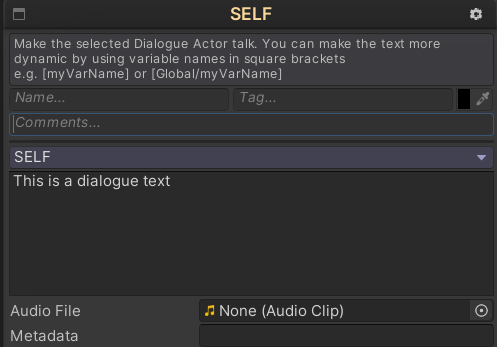 SELF
Make the selected Dialogue Actor talk. You can make the text more
dynamic by using variable names in square brackets
e.g. [myVarName] or [Global/myVarName]
Name... Tag...
Comments...
SELF
This is a dialogue text
Audio File None (Audio Clip)
Metadata